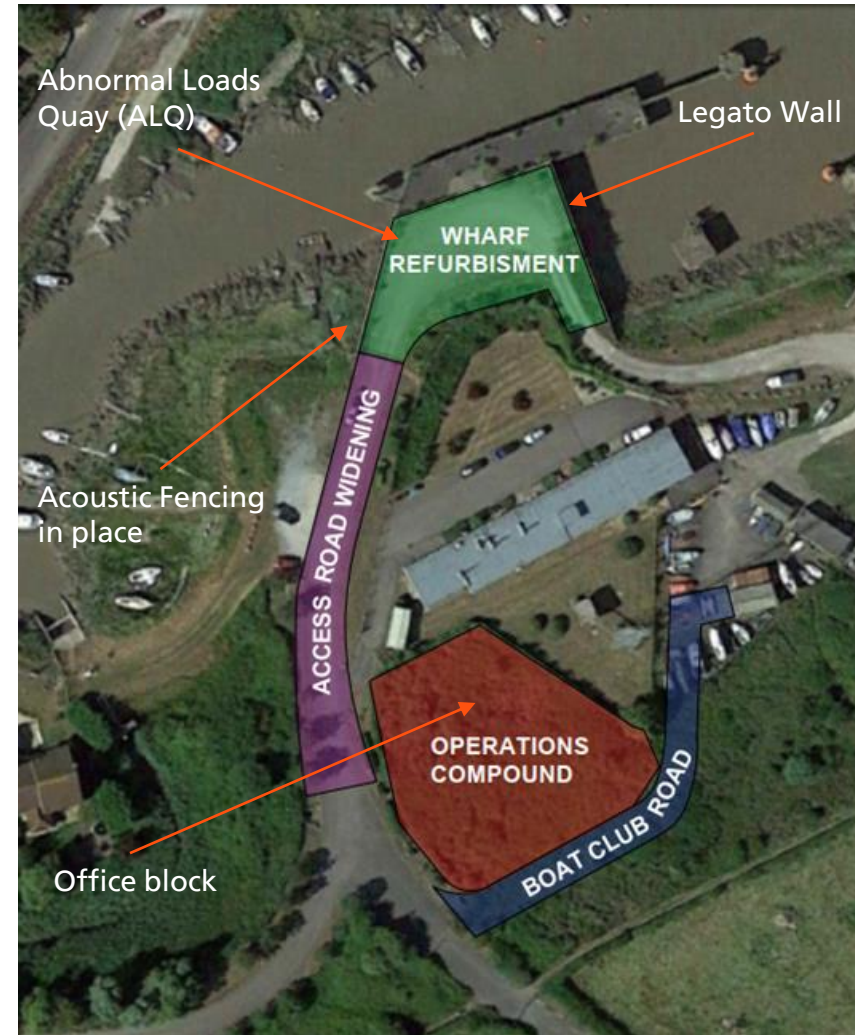 Abnormal Loads
Quay (ALQ)
Legato Wall
WHARF
REFURBISMENT
ACCESS ROAD WIDENING
Acoustic Fencing
in place
OPERATIONS
COMPOUND
BOAT CLUB ROAD
Office block